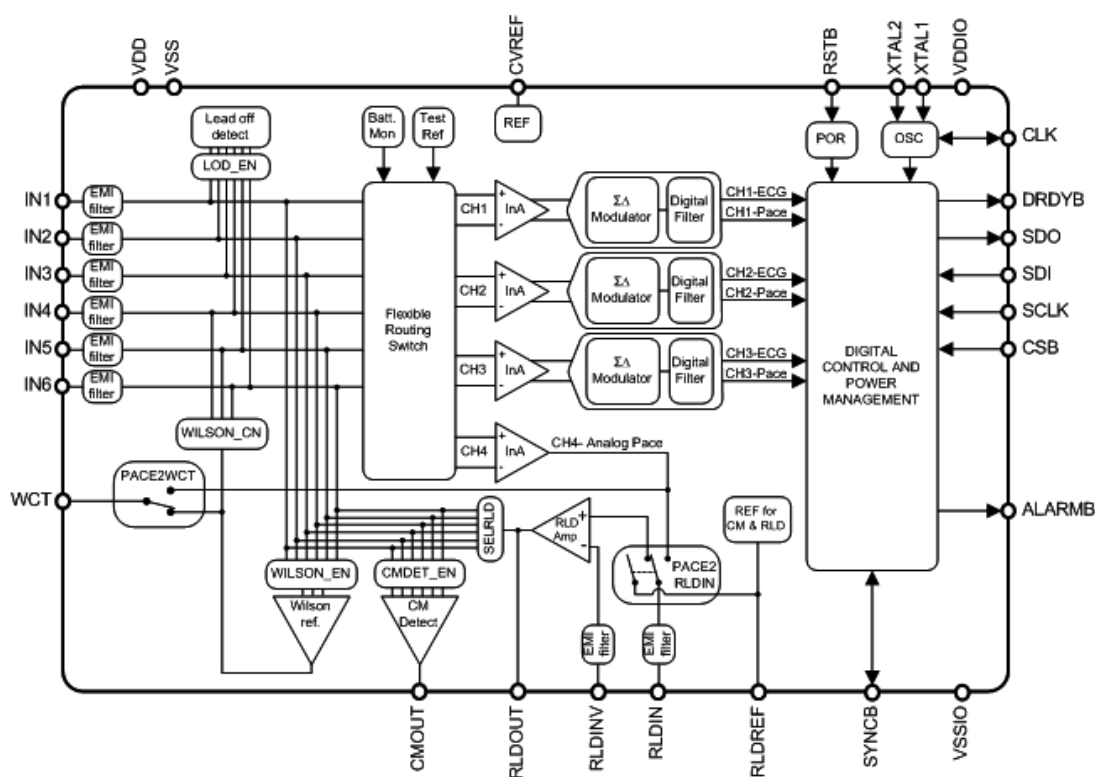 VDD
VSS
CVREF
RSTB
XTAL2
XTAL1
VDDIO
Lead off
detect
LOD_EN
Batt.
Mon
Test
Ref
REF
POR
OSC
CLK
IN1
EMI
filter
IN2
EMI
filter
IN3
EMI
filter
IN4
EMI
filter
IN5
EMI
filter
IN6
EMI
filter
Flexible
Routing
Switch
CH1
+
-
InA
ΣΔ
Modulator
Digital
Filter
CH1-ECG
CH1-Pace
CH2
+
-
InA
ΣΔ
Modulator
Digital
Filter
CH2-ECG
CH2-Pace
CH3
+
-
InA
ΣΔ
Modulator
Digital
Filter
CH3-ECG
CH3-Pace
CH4
+
-
InA
CH4- Analog Pace
DIGITAL
CONTROL AND
POWER
MANAGEMENT
DRDYB
SDO
SDI
SCLK
CSB
ALARMB
WILSON_CN
PACE2WCT
WCT
WILSON_EN
CMDET_EN
SELRLD
RLD
Amp
+
-
REF for
CM & RLD
PACE2
RLDIN
Wilson
ref.
CM
Detect
EMI
filter
EMI
filter
CMOUT
RLDOUT
RLDINV
RLDIN
RLDREF
SYNCB
VSSIO